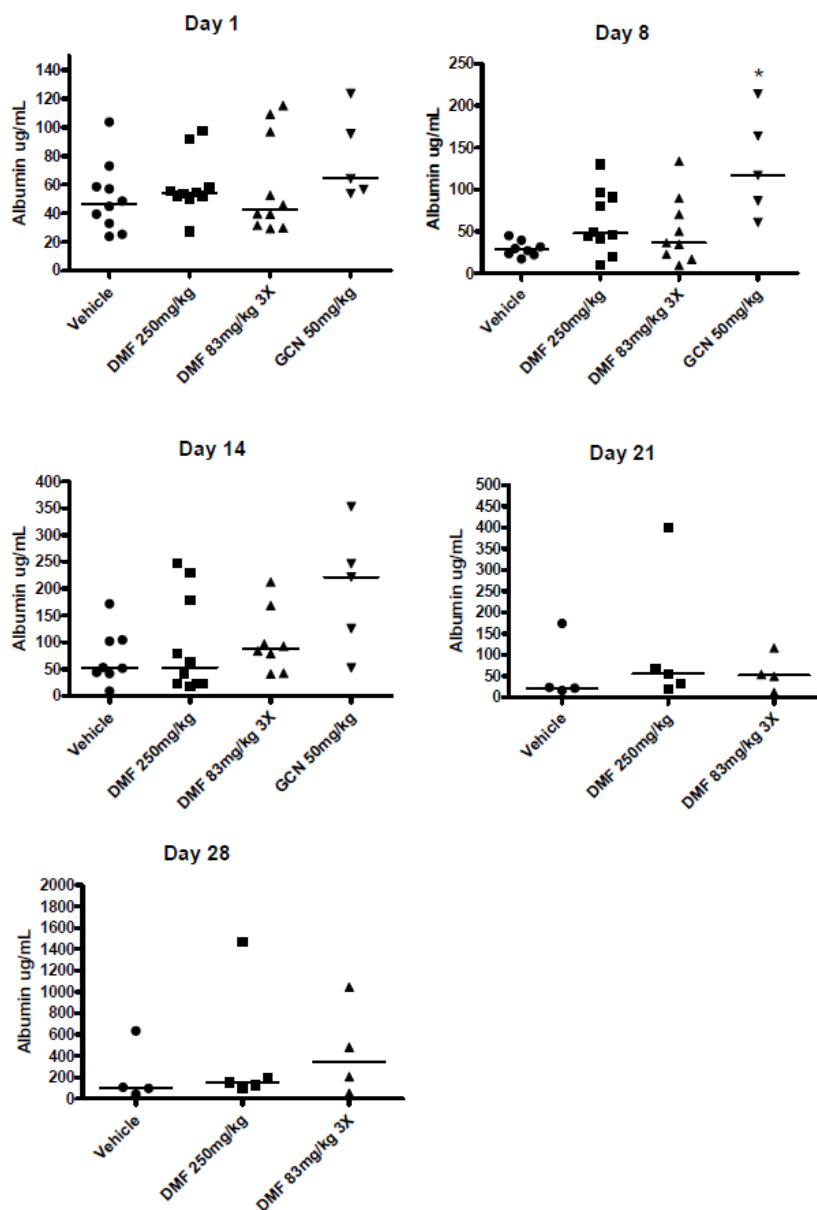 Day 1
Albumin ug/mL
140
120
100
80
60
40
20
0
Vehicle
DMF 250mg/kg
DMF 83mg/kg 3X
GCN 50mg/kg
Day 8
Albumin ug/mL
250
200
150
100
50
0
*
Vehicle
DMF 250mg/kg
DMF 83mg/kg 3X
GCN 50mg/kg
Day 14
Albumin ug/mL
400
350
300
250
200
150
100
50
0
Vehicle
DMF 250mg/kg
DMF 83mg/kg 3X
GCN 50mg/kg
Day 21
Albumin ug/mL
500
450
400
350
300
250
200
150
100
50
0
Vehicle
DMF 250mg/kg
DMF 83mg/kg 3X
Day 28
Albumin ug/mL
2000
1800
1600
1400
1200
1000
800
600
400
200
0
Vehicle
DMF 250mg/kg
DMF 83mg/kg 3X